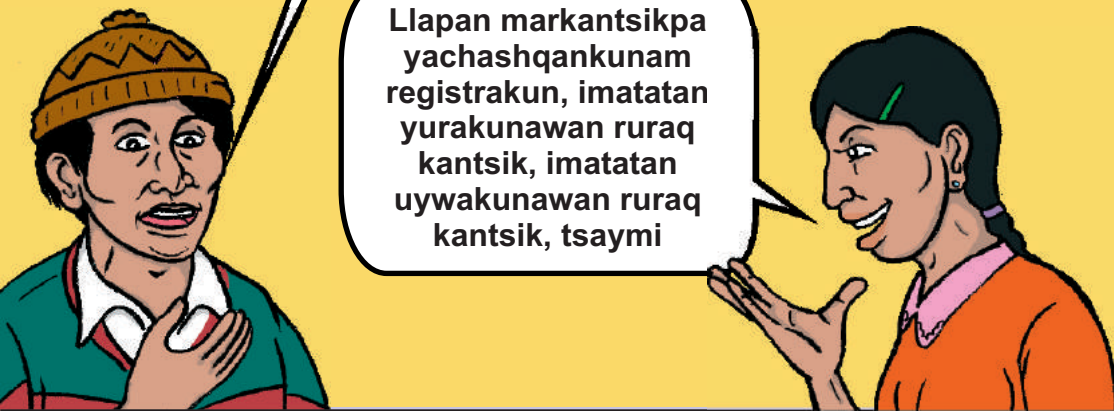 Llapan markantsikpa
yachashqankunam
registrakun, imatatan
yurakunawan ruraq
kantsik, imatatan
uywakunawan ruraq
kantsik, tsaymi